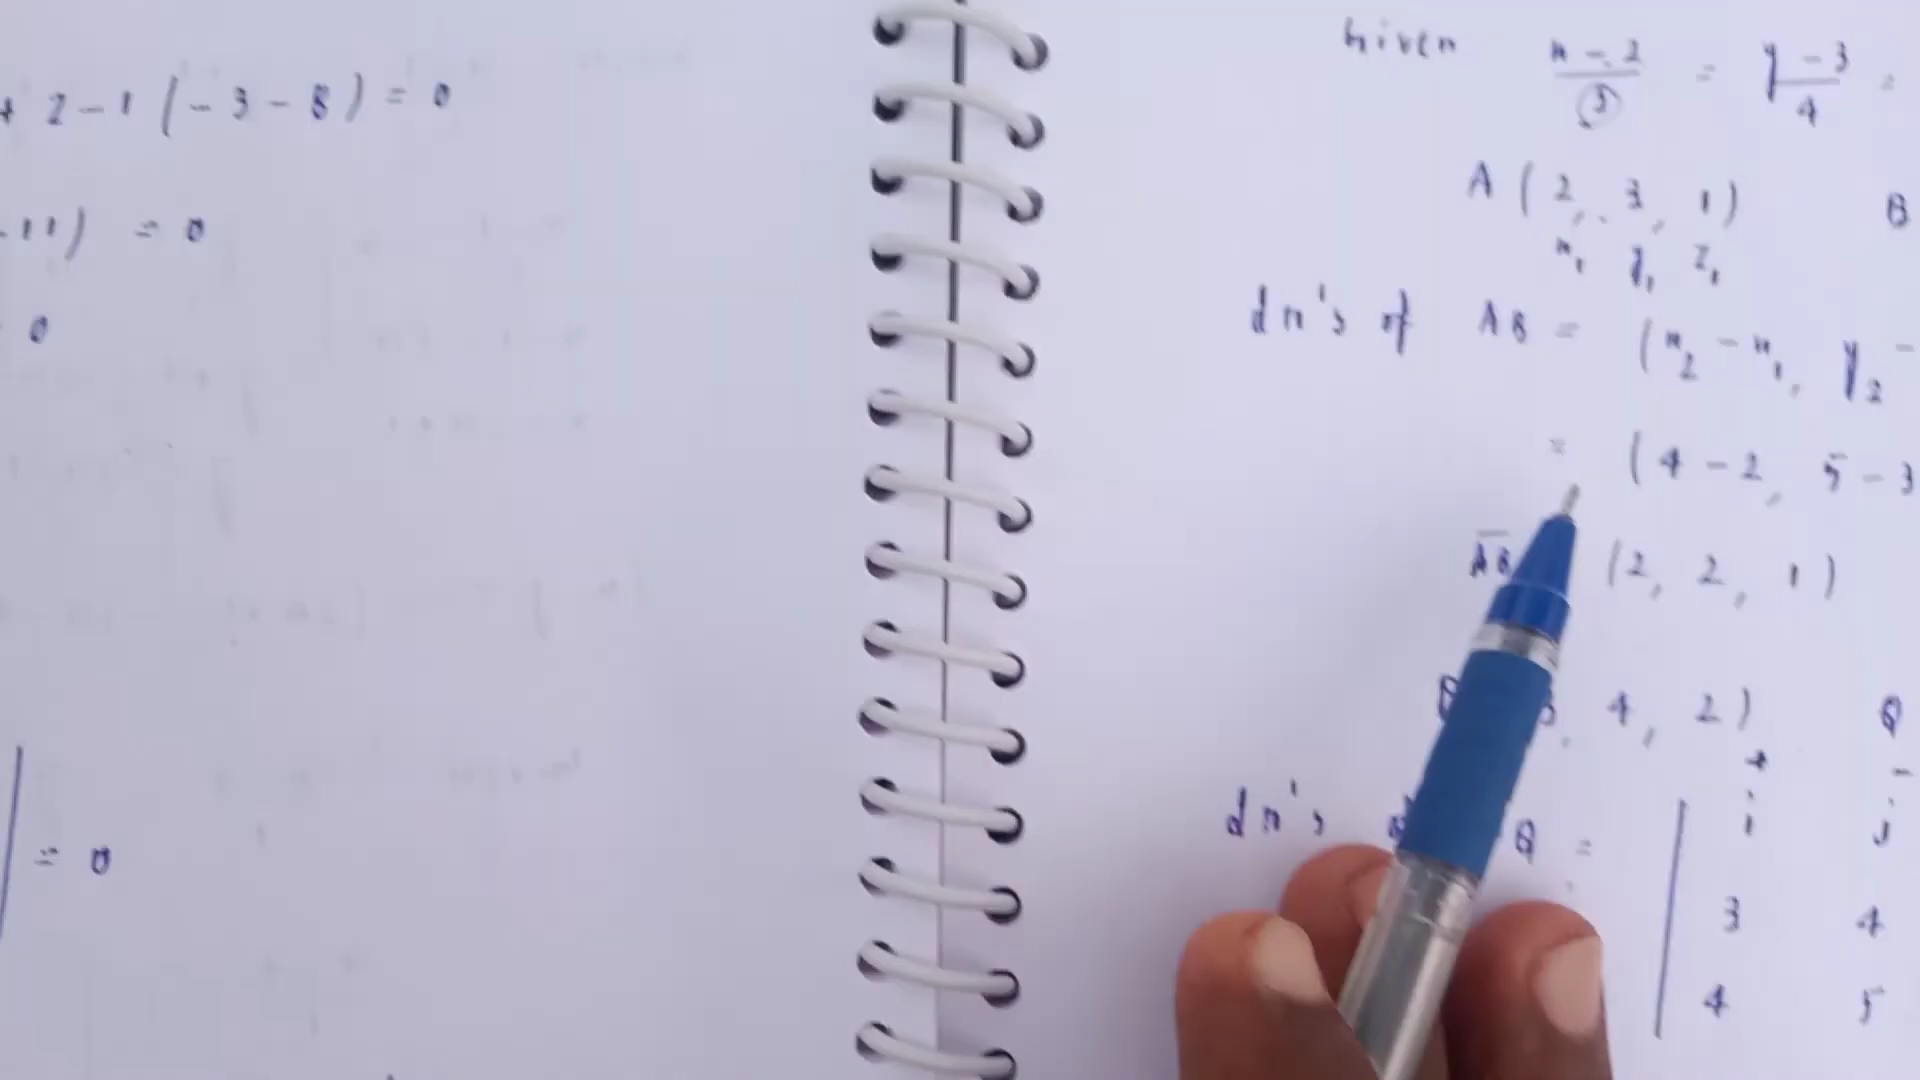 + 2 - 1 (-3 - 8) = 0
-11) = 0
0
= 0
Given x - 2 / 3 = y - 3 / 4 =
A (2, 3, 1) B
x₁ y₁ z₁
dr's of AB = (x₂ - x₁, y₂ -
= (4 - 2, 5 - 3
AB (2, 2, 1)
3, 4, 2) Q
+ -
dr's Q = | i j
3 4
4 5